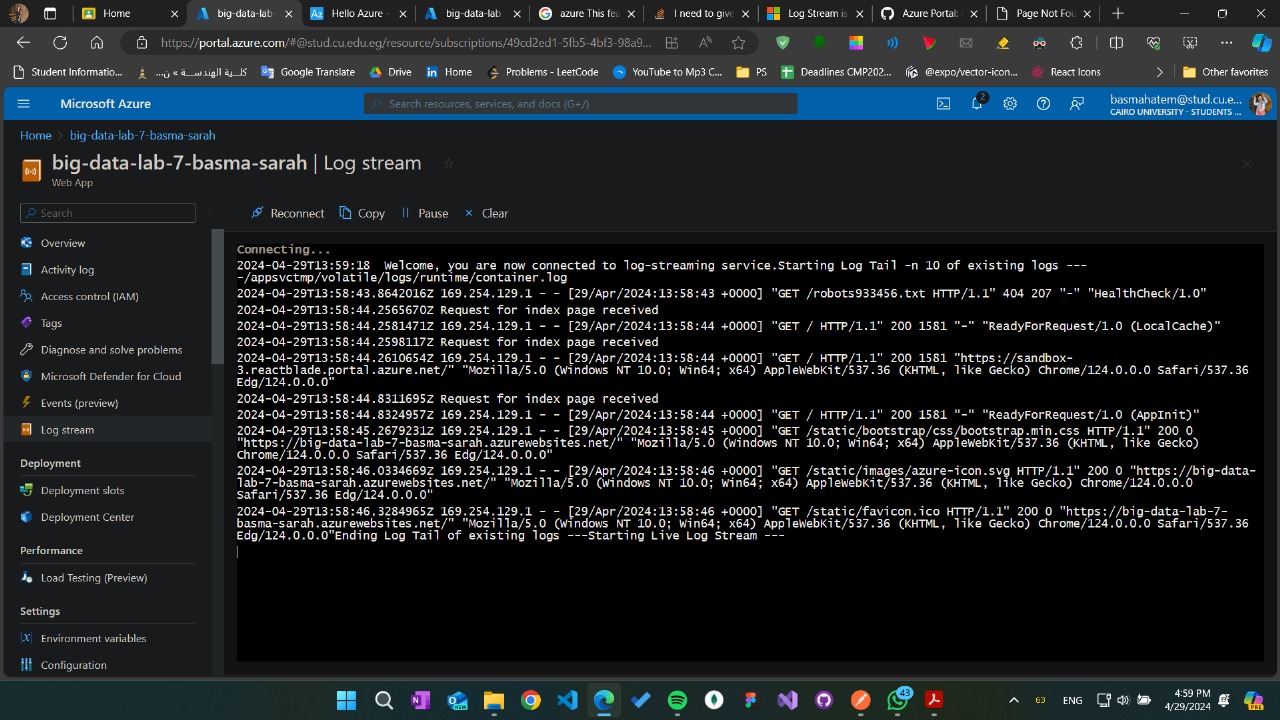 Home
big-data-lab-
Hello Azure -
big-data-lab
azure This fea
I need to give
Log Stream is
Azure Portal:
Page Not Fou
https://portal.azure.com/#@stud.cu.edu.eg/resource/subscriptions/49cd2ed1-5fb5-4bf3-98a9...
Student Informatio...
كلـيـة الهندسـة » ن...
Google Translate
Drive
Home
Problems - LeetCode
YouTube to Mp3 C...
PS
Deadlines CMP202...
@expo/vector-icon...
React Icons
Other favorites
Microsoft Azure
Search resources, services, and docs (G+/)
2
basmahatem@stud.cu.e...
CAIRO UNIVERSITY - STUDENTS ...
Home > big-data-lab-7-basma-sarah
big-data-lab-7-basma-sarah | Log stream
Web App
Search
Reconnect
Copy
Pause
Clear
Overview
Activity log
Access control (IAM)
Tags
Diagnose and solve problems
Microsoft Defender for Cloud
Events (preview)
Log stream
Deployment
Deployment slots
Deployment Center
Performance
Load Testing (Preview)
Settings
Environment variables
Configuration
Connecting...
2024-04-29T13:59:18  Welcome, you are now connected to log-streaming service.Starting Log Tail -n 10 of existing logs ---
-/appsvctmp/volatile/logs/runtime/container.log
2024-04-29T13:58:43.8642016Z 169.254.129.1 - - [29/Apr/2024:13:58:43 +0000] "GET /robots933456.txt HTTP/1.1" 404 207 "-" "HealthCheck/1.0"
2024-04-29T13:58:44.2565670Z Request for index page received
2024-04-29T13:58:44.2581471Z 169.254.129.1 - - [29/Apr/2024:13:58:44 +0000] "GET / HTTP/1.1" 200 1581 "-" "ReadyForRequest/1.0 (LocalCache)"
2024-04-29T13:58:44.2598117Z Request for index page received
2024-04-29T13:58:44.2610654Z 169.254.129.1 - - [29/Apr/2024:13:58:44 +0000] "GET / HTTP/1.1" 200 1581 "https://sandbox-
3.reactblade.portal.azure.net/" "Mozilla/5.0 (Windows NT 10.0; Win64; x64) AppleWebKit/537.36 (KHTML, like Gecko) Chrome/124.0.0.0 Safari/537.36
Edg/124.0.0.0"
2024-04-29T13:58:44.8311695Z Request for index page received
2024-04-29T13:58:44.8324957Z 169.254.129.1 - - [29/Apr/2024:13:58:44 +0000] "GET / HTTP/1.1" 200 1581 "-" "ReadyForRequest/1.0 (AppInit)"
2024-04-29T13:58:45.2679231Z 169.254.129.1 - - [29/Apr/2024:13:58:45 +0000] "GET /static/bootstrap/css/bootstrap.min.css HTTP/1.1" 200 0
"https://big-data-lab-7-basma-sarah.azurewebsites.net/" "Mozilla/5.0 (Windows NT 10.0; Win64; x64) AppleWebKit/537.36 (KHTML, like Gecko)
Chrome/124.0.0.0 Safari/537.36 Edg/124.0.0.0"
2024-04-29T13:58:46.0334669Z 169.254.129.1 - - [29/Apr/2024:13:58:46 +0000] "GET /static/images/azure-icon.svg HTTP/1.1" 200 0 "https://big-data-
lab-7-basma-sarah.azurewebsites.net/" "Mozilla/5.0 (Windows NT 10.0; Win64; x64) AppleWebKit/537.36 (KHTML, like Gecko) Chrome/124.0.0.0
Safari/537.36 Edg/124.0.0.0"
2024-04-29T13:58:46.3284965Z 169.254.129.1 - - [29/Apr/2024:13:58:46 +0000] "GET /static/favicon.ico HTTP/1.1" 200 0 "https://big-data-lab-7-
basma-sarah.azurewebsites.net/" "Mozilla/5.0 (Windows NT 10.0; Win64; x64) AppleWebKit/537.36 (KHTML, like Gecko) Chrome/124.0.0.0 Safari/537.36
Edg/124.0.0.0"Ending Log Tail of existing logs ---Starting Live Log Stream ---
43
63
ENG
4:59 PM
4/29/2024